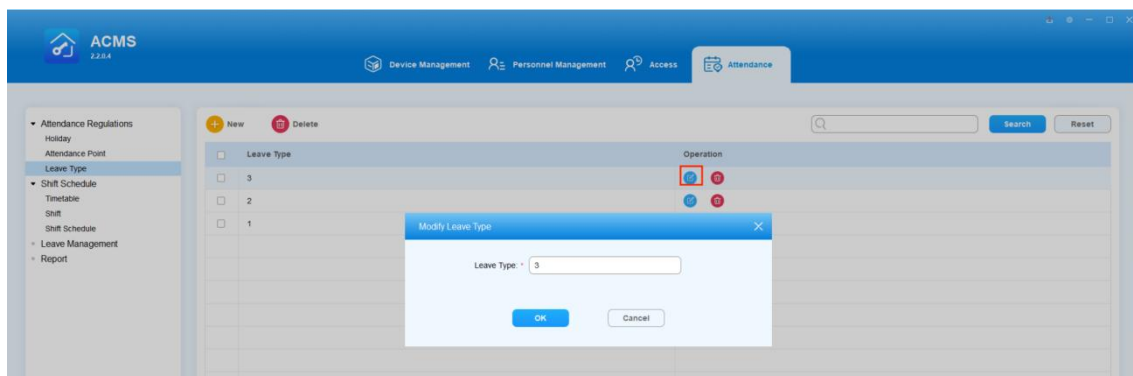 ACMS
2.2.0.4
Device Management Personnel Management Access Attendance
Attendance Regulations
Holiday
Attendance Point
Leave Type
Shift Schedule
Timetable
Shift
Shift Schedule
Leave Management
Report
New Delete Search Reset
Leave Type Operation
3
2
1
Modify Leave Type
Leave Type: * 3
OK Cancel